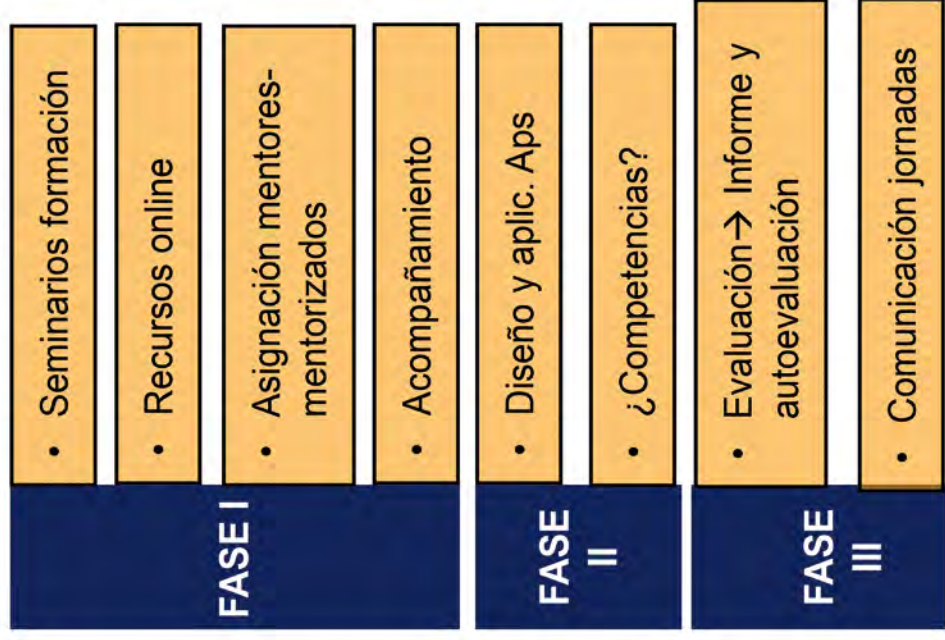 FASE I
• Seminarios formación
• Recursos online
• Asignación mentores-
mentorizados
• Acompañamiento
FASE
II
• Diseño y aplic. Aps
• ¿Competencias?
FASE
III
• Evaluación→ Informe y
autoevaluación
• Comunicación jornadas